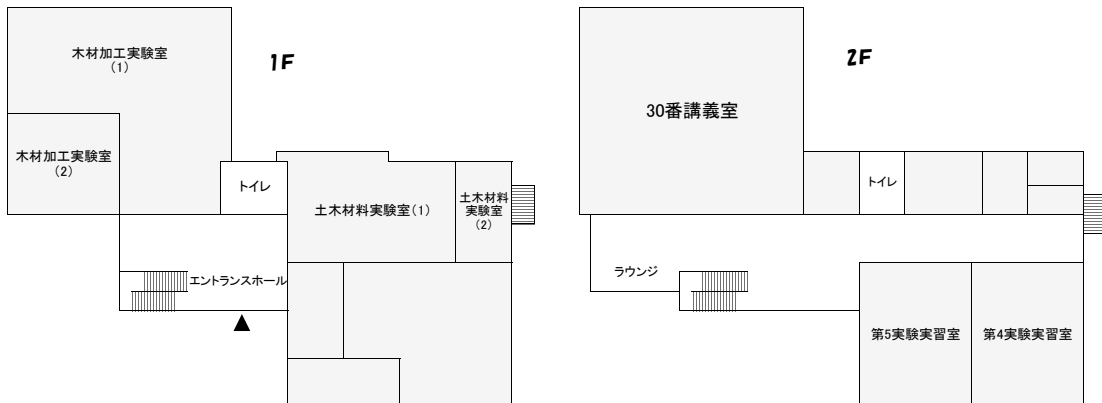 1F
木材加工実験室
（1）
木材加工実験室
（2）
トイレ
土木材料実験室（1）
土木材料
実験室
（2）
エントランスホール
2F
30番講義室
トイレ
ラウンジ
第5実験実習室
第4実験実習室